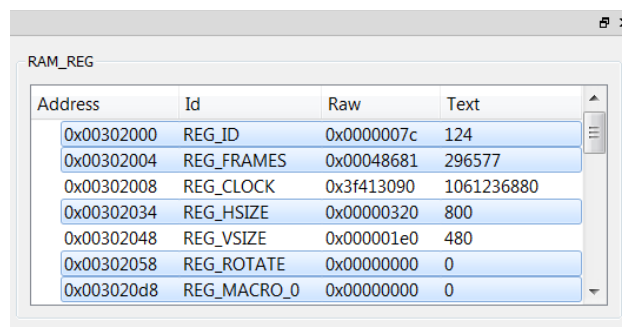 RAM_REG
Address Id Raw Text
0x00302000 REG_ID 0x0000007c 124
0x00302004 REG_FRAMES 0x00048681 296577
0x00302008 REG_CLOCK 0x3f413090 1061236880
0x00302034 REG_HSIZE 0x00000320 800
0x00302048 REG_VSIZE 0x000001e0 480
0x00302058 REG_ROTATE 0x00000000 0
0x003020d8 REG_MACRO_0 0x00000000 0